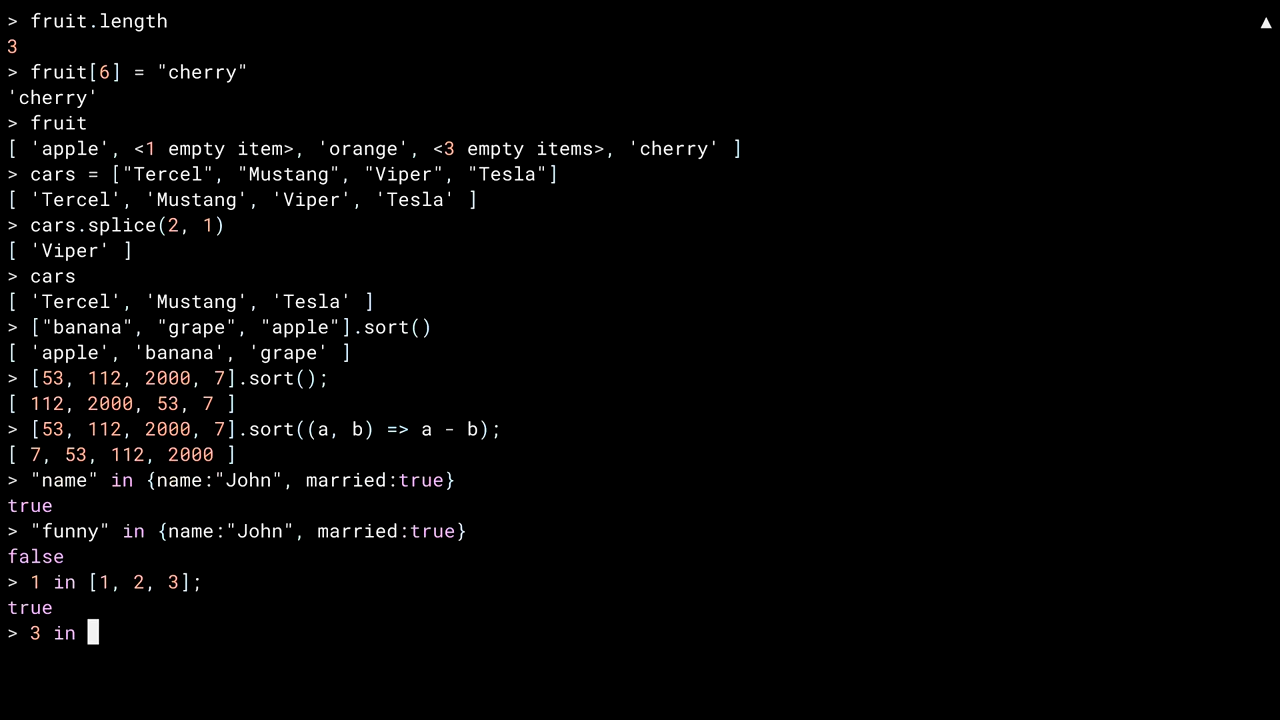 > fruit.length
3
> fruit[6] = "cherry"
'cherry'
> fruit
[ 'apple', <1 empty item>, 'orange', <3 empty items>, 'cherry' ]
> cars = ["Tercel", "Mustang", "Viper", "Tesla"]
[ 'Tercel', 'Mustang', 'Viper', 'Tesla' ]
> cars.splice(2, 1)
[ 'Viper' ]
> cars
[ 'Tercel', 'Mustang', 'Tesla' ]
> ["banana", "grape", "apple"].sort()
[ 'apple', 'banana', 'grape' ]
> [53, 112, 2000, 7].sort();
[ 112, 2000, 53, 7 ]
> [53, 112, 2000, 7].sort((a, b) => a - b);
[ 7, 53, 112, 2000 ]
> "name" in {name:"John", married:true}
true
> "funny" in {name:"John", married:true}
false
> 1 in [1, 2, 3];
true
> 3 in